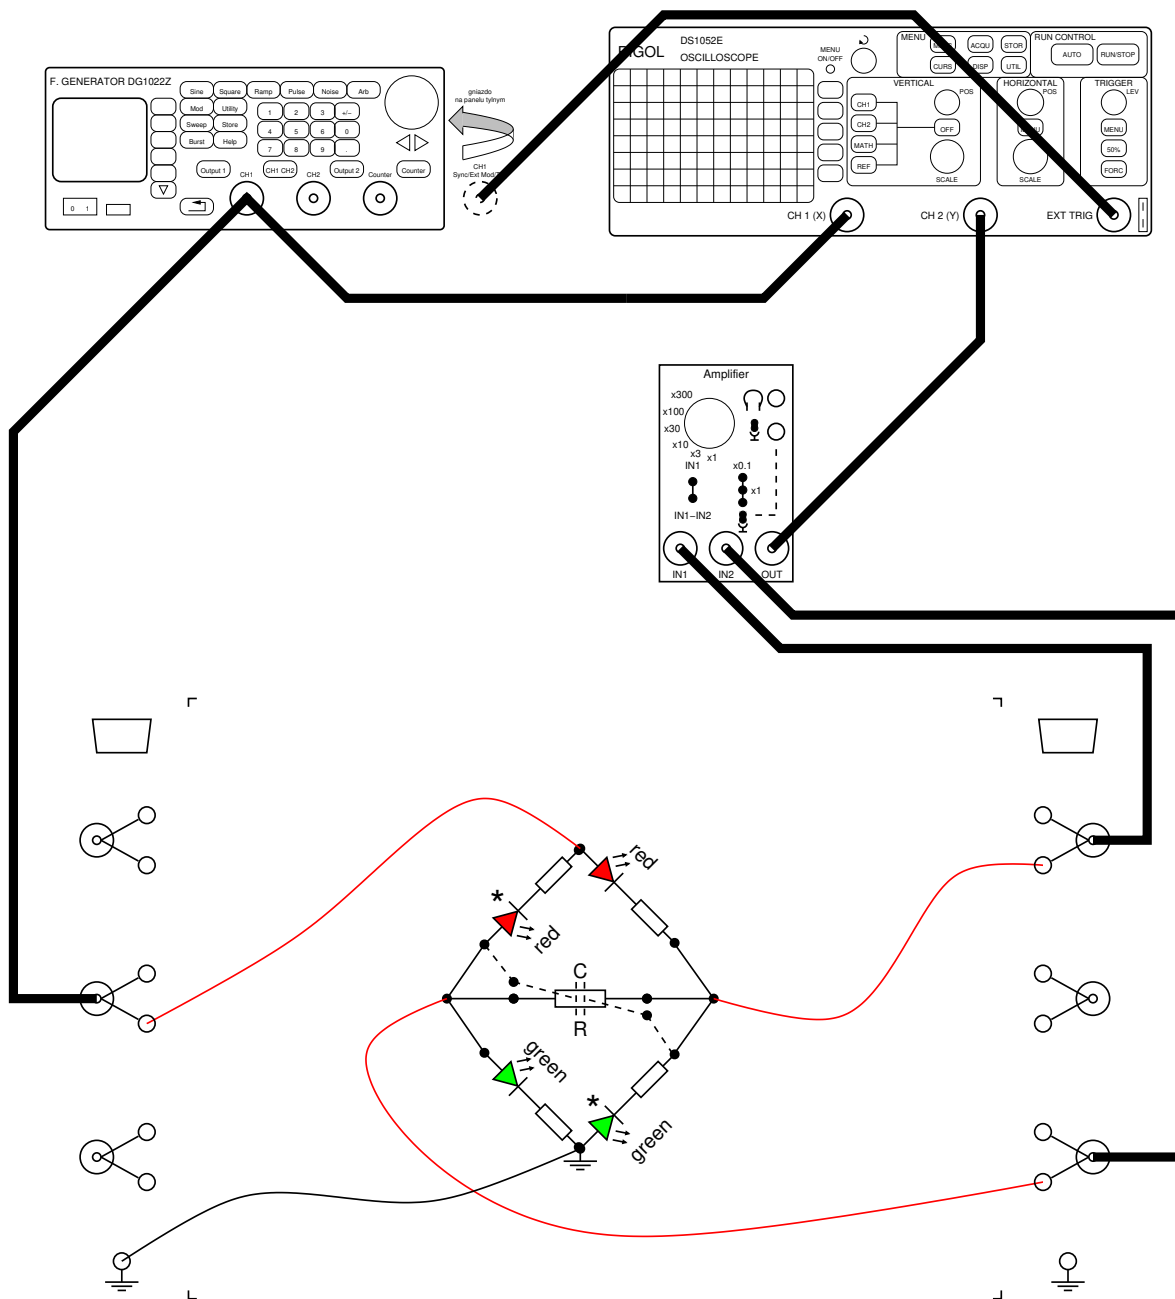 F. GENERATOR DG1022Z
Sine Square Ramp Pulse Noise Arb
Mod Utility 1 2 3 +/−
Sweep Store 4 5 6 0
Burst Help 7 8 9 .
Output 1 CH1 CH1 CH2 CH2 Output 2 Counter Counter
0 1
gniazdo
na panelu tylnym
CH1
Sync/Ext Mod/
DS1052E
OSCILLOSCOPE
MENU
ON/OFF
MENU
ACQU STOR
CURS DISP UTIL
RUN CONTROL
AUTO RUN/STOP
VERTICAL
POS
CH1
CH2
MATH
REF
OFF
SCALE
HORIZONTAL
POS
SCALE
TRIGGER
LEV
MENU
50%
FORC
CH 1 (X) CH 2 (Y) EXT TRIG
Amplifier
x300
x100
x30
x10
x3
x1
IN1
x0.1
x1
IN1−IN2
IN1 IN2 OUT
red
*
red
C
R
green
*
green